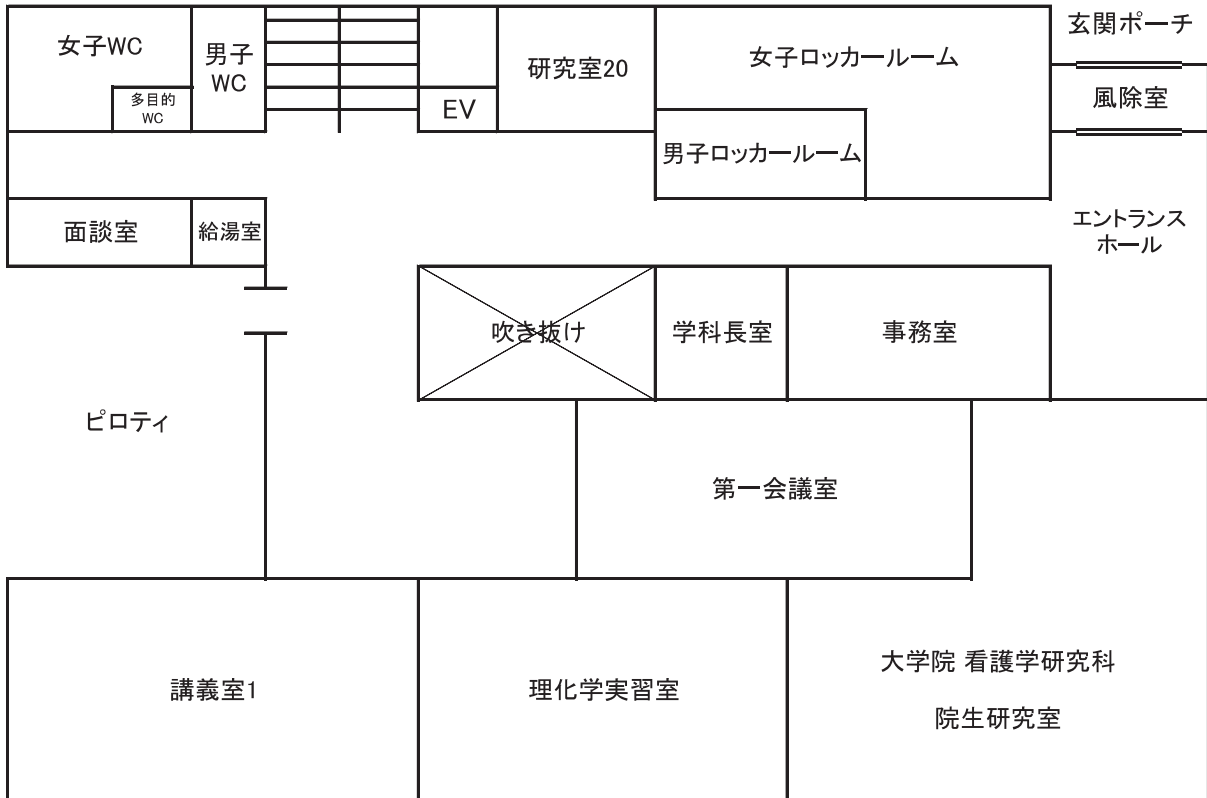 玄関ポーチ
女子WC
男子
WC
研究室20
女子ロッカールーム
多目的
WC
EV
風除室
男子ロッカールーム
面談室
給湯室
エントランス
ホール
吹き抜け
学科長室
事務室
ピロティ
第一会議室
講義室1
理化学実習室
大学院 看護学研究科
院生研究室